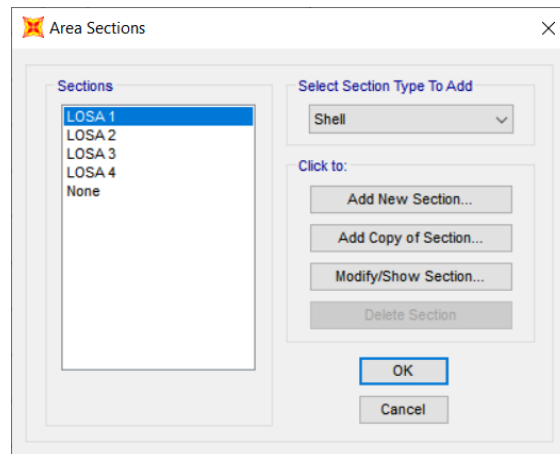 Area Sections
Sections
LOSA 1
LOSA 2
LOSA 3
LOSA 4
None
Select Section Type To Add
Shell
Click to:
Add New Section...
Add Copy of Section...
Modify/Show Section...
Delete Section
OK
Cancel